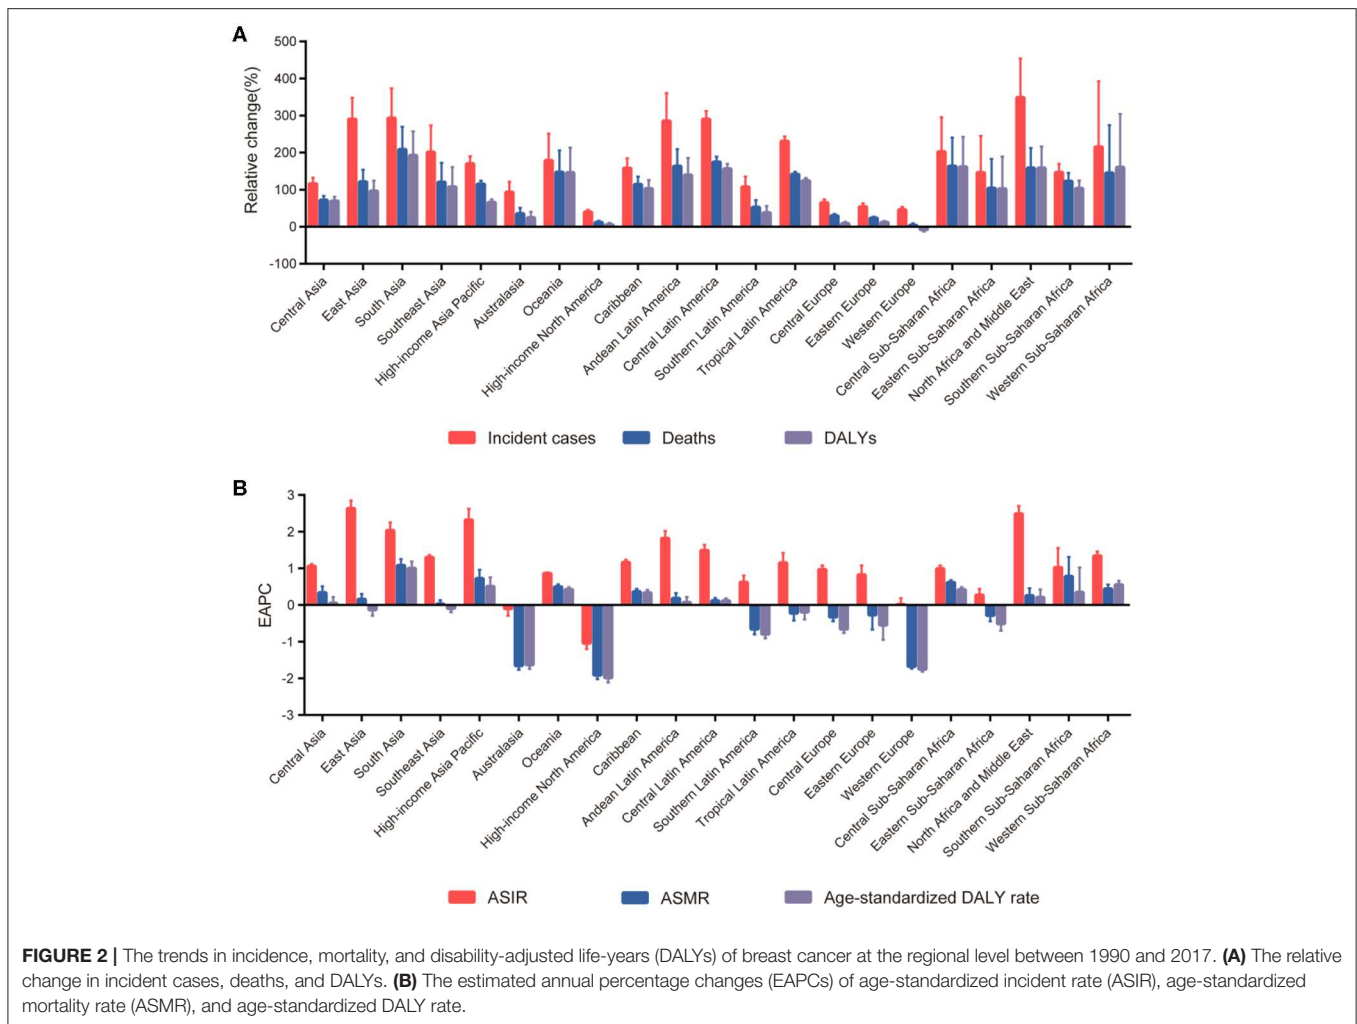 A
500
400
300
200
100
0
-100
Relative change(%)
Central Asia
East Asia
South Asia
Southeast Asia
High-income Asia Pacific
Australasia
Oceania
High-income North America
Caribbean
Andean Latin America
Central Latin America
Southern Latin America
Tropical Latin America
Central Europe
Eastern Europe
Western Europe
Central Sub-Saharan Africa
Eastern Sub-Saharan Africa
North Africa and Middle East
Southern Sub-Saharan Africa
Western Sub-Saharan Africa
Incident cases Deaths DALYs
B
3
2
1
0
-1
-2
-3
EAPC
Central Asia
East Asia
South Asia
Southeast Asia
High-income Asia Pacific
Australasia
Oceania
High-income North America
Caribbean
Andean Latin America
Central Latin America
Southern Latin America
Tropical Latin America
Central Europe
Eastern Europe
Western Europe
Central Sub-Saharan Africa
Eastern Sub-Saharan Africa
North Africa and Middle East
Southern Sub-Saharan Africa
Western Sub-Saharan Africa
ASIR ASMR Age-standardized DALY rate
FIGURE 2 | The trends in incidence, mortality, and disability-adjusted life-years (DALYs) of breast cancer at the regional level between 1990 and 2017. (A) The relative
change in incident cases, deaths, and DALYs. (B) The estimated annual percentage changes (EAPCs) of age-standardized incident rate (ASIR), age-standardized
mortality rate (ASMR), and age-standardized DALY rate.